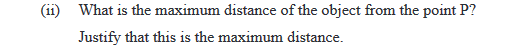 (ii) What is the maximum distance of the object from the point P?
Justify that this is the maximum distance.